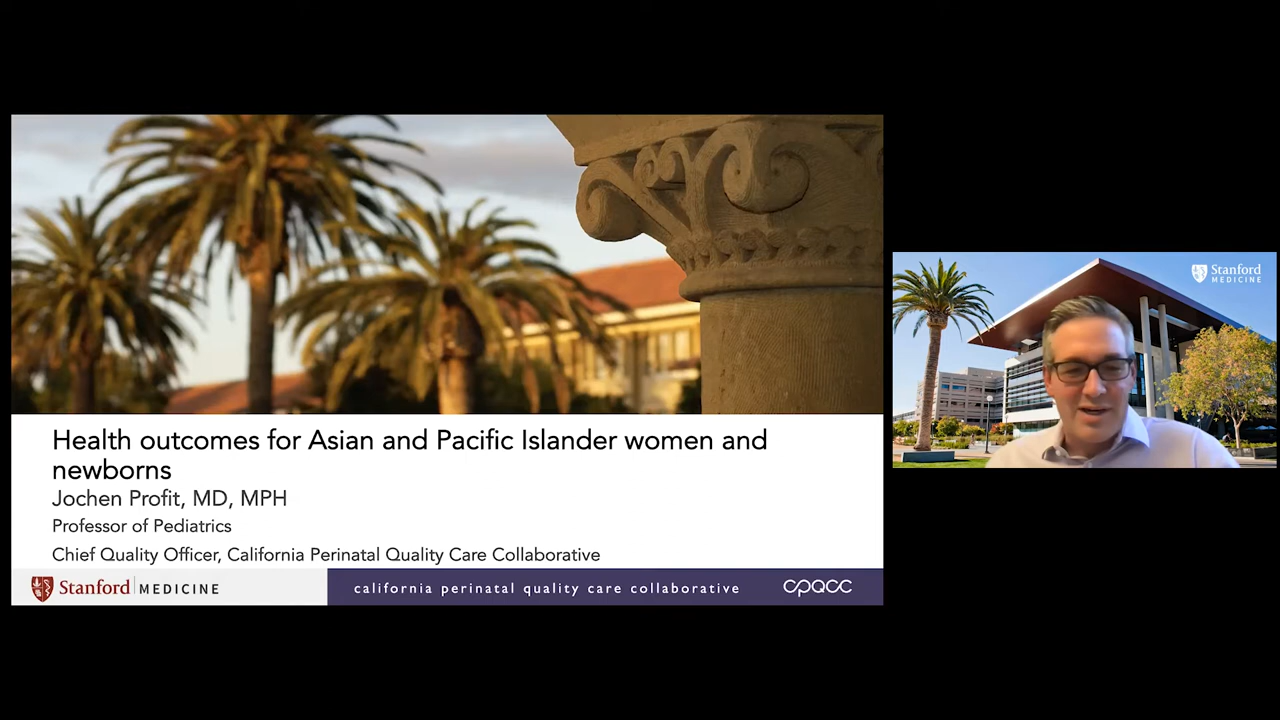 Health outcomes for Asian and Pacific Islander women and
newborns
Jochen Profit, MD, MPH
Professor of Pediatrics
Chief Quality Officer, California Perinatal Quality Care Collaborative
Stanford MEDICINE
california perinatal quality care collaborative
cpqcc
Stanford
MEDICINE